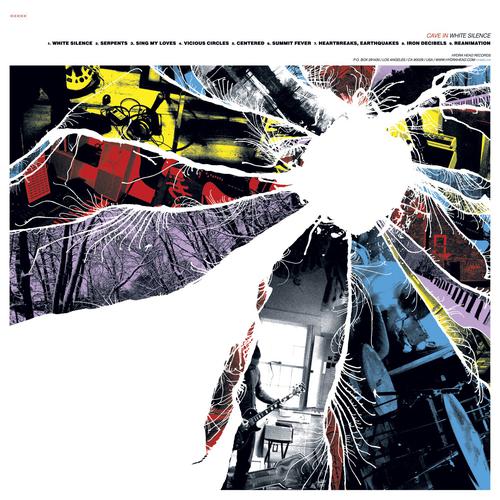 CAVE IN WHITE SILENCE
1. WHITE SILENCE 2. SERPENTS 3. SING MY LOVES 4. VICIOUS CIRCLES 5. CENTERED 6. SUMMIT FEVER 7. HEARTBREAKS, EARTHQUAKES 8. IRON DECIBELS 9. REANIMATION
HYDRA HEAD RECORDS